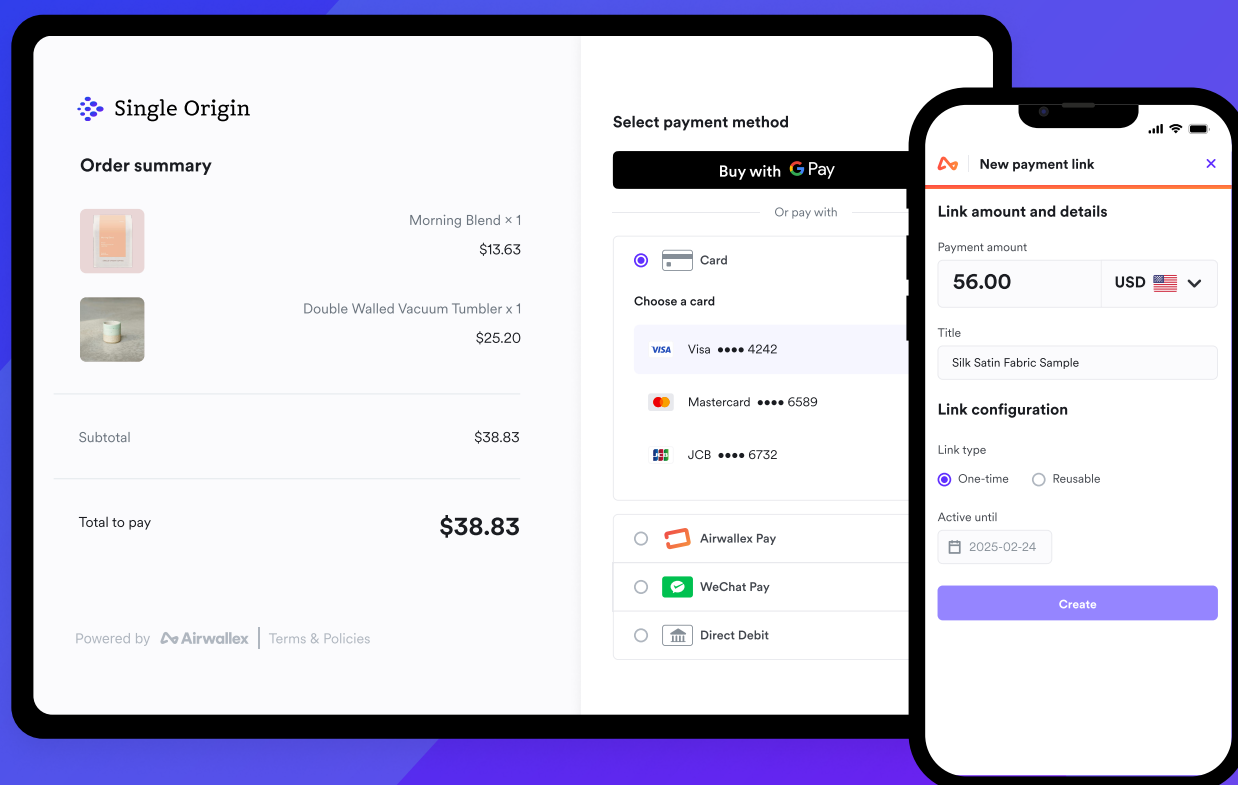 Single Origin
Order summary
Morning Blend × 1
$13.63
Double Walled Vacuum Tumbler x 1
$25.20
Subtotal
$38.83
Total to pay
$38.83
Powered by Airwallex Terms & Policies
Select payment method
Buy with G Pay
Or pay with
Card
Choose a card
VISA Visa •••• 4242
Mastercard •••• 6589
JCB JCB •••• 6732
Airwallex Pay
WeChat Pay
Direct Debit
New payment link
Link amount and details
Payment amount
56.00 USD
Title
Silk Satin Fabric Sample
Link configuration
Link type
One-time Reusable
Active until
2025-02-24
Create